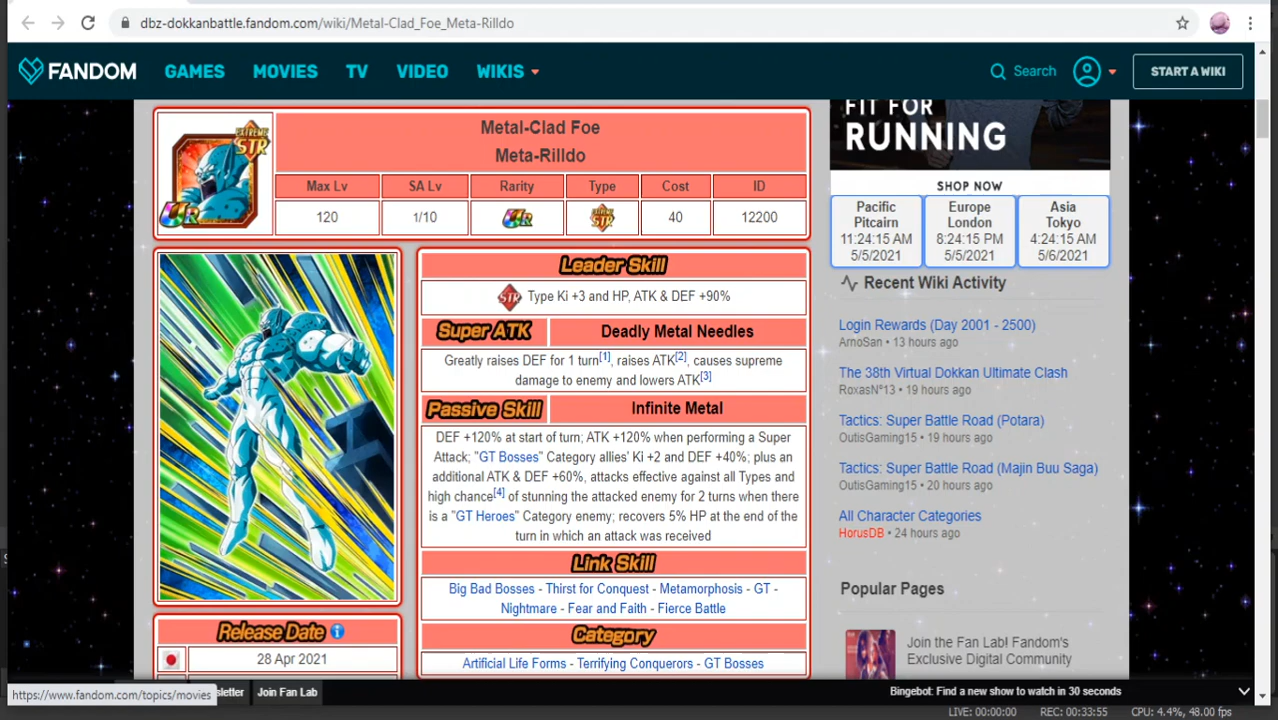 dbz-dokkanbattle.fandom.com/wiki/Metal-Clad_Foe_Meta-Rilldo
FANDOM GAMES MOVIES TV VIDEO WIKIS Search START A WIKI
EXTREME STR
UR
Metal-Clad Foe
Meta-Rilldo
Max Lv SA Lv Rarity Type Cost ID
120 1/10 UR EXTREME STR 40 12200
Leader Skill
STR Type Ki +3 and HP, ATK & DEF +90%
Super ATK Deadly Metal Needles
Greatly raises DEF for 1 turn[1], raises ATK[2], causes supreme
damage to enemy and lowers ATK[3]
Passive Skill Infinite Metal
DEF +120% at start of turn; ATK +120% when performing a Super
Attack; "GT Bosses" Category allies' Ki +2 and DEF +40%; plus an
additional ATK & DEF +60%, attacks effective against all Types and
high chance[4] of stunning the attacked enemy for 2 turns when there
is a "GT Heroes" Category enemy; recovers 5% HP at the end of the
turn in which an attack was received
Link Skill
Big Bad Bosses - Thirst for Conquest - Metamorphosis - GT -
Nightmare - Fear and Faith - Fierce Battle
Category
Artificial Life Forms - Terrifying Conquerors - GT Bosses
Release Date
28 Apr 2021
FIT FOR
RUNNING
SHOP NOW
Pacific Europe Asia
Pitcairn London Tokyo
11:24:15 AM 8:24:15 PM 4:24:15 AM
5/5/2021 5/5/2021 5/6/2021
Recent Wiki Activity
Login Rewards (Day 2001 - 2500)
ArnoSan • 13 hours ago
The 38th Virtual Dokkan Ultimate Clash
RoxasNº13 • 19 hours ago
Tactics: Super Battle Road (Potara)
OutisGaming15 • 19 hours ago
Tactics: Super Battle Road (Majin Buu Saga)
OutisGaming15 • 20 hours ago
All Character Categories
HorusDB • 24 hours ago
Popular Pages
Join the Fan Lab! Fandom's
Exclusive Digital Community
https://www.fandom.com/topics/movies
sletter Join Fan Lab Bingebot: Find a new show to watch in 30 seconds
LIVE: 00:00:00 REC: 00:33:55 CPU: 4.4%, 48.00 fps